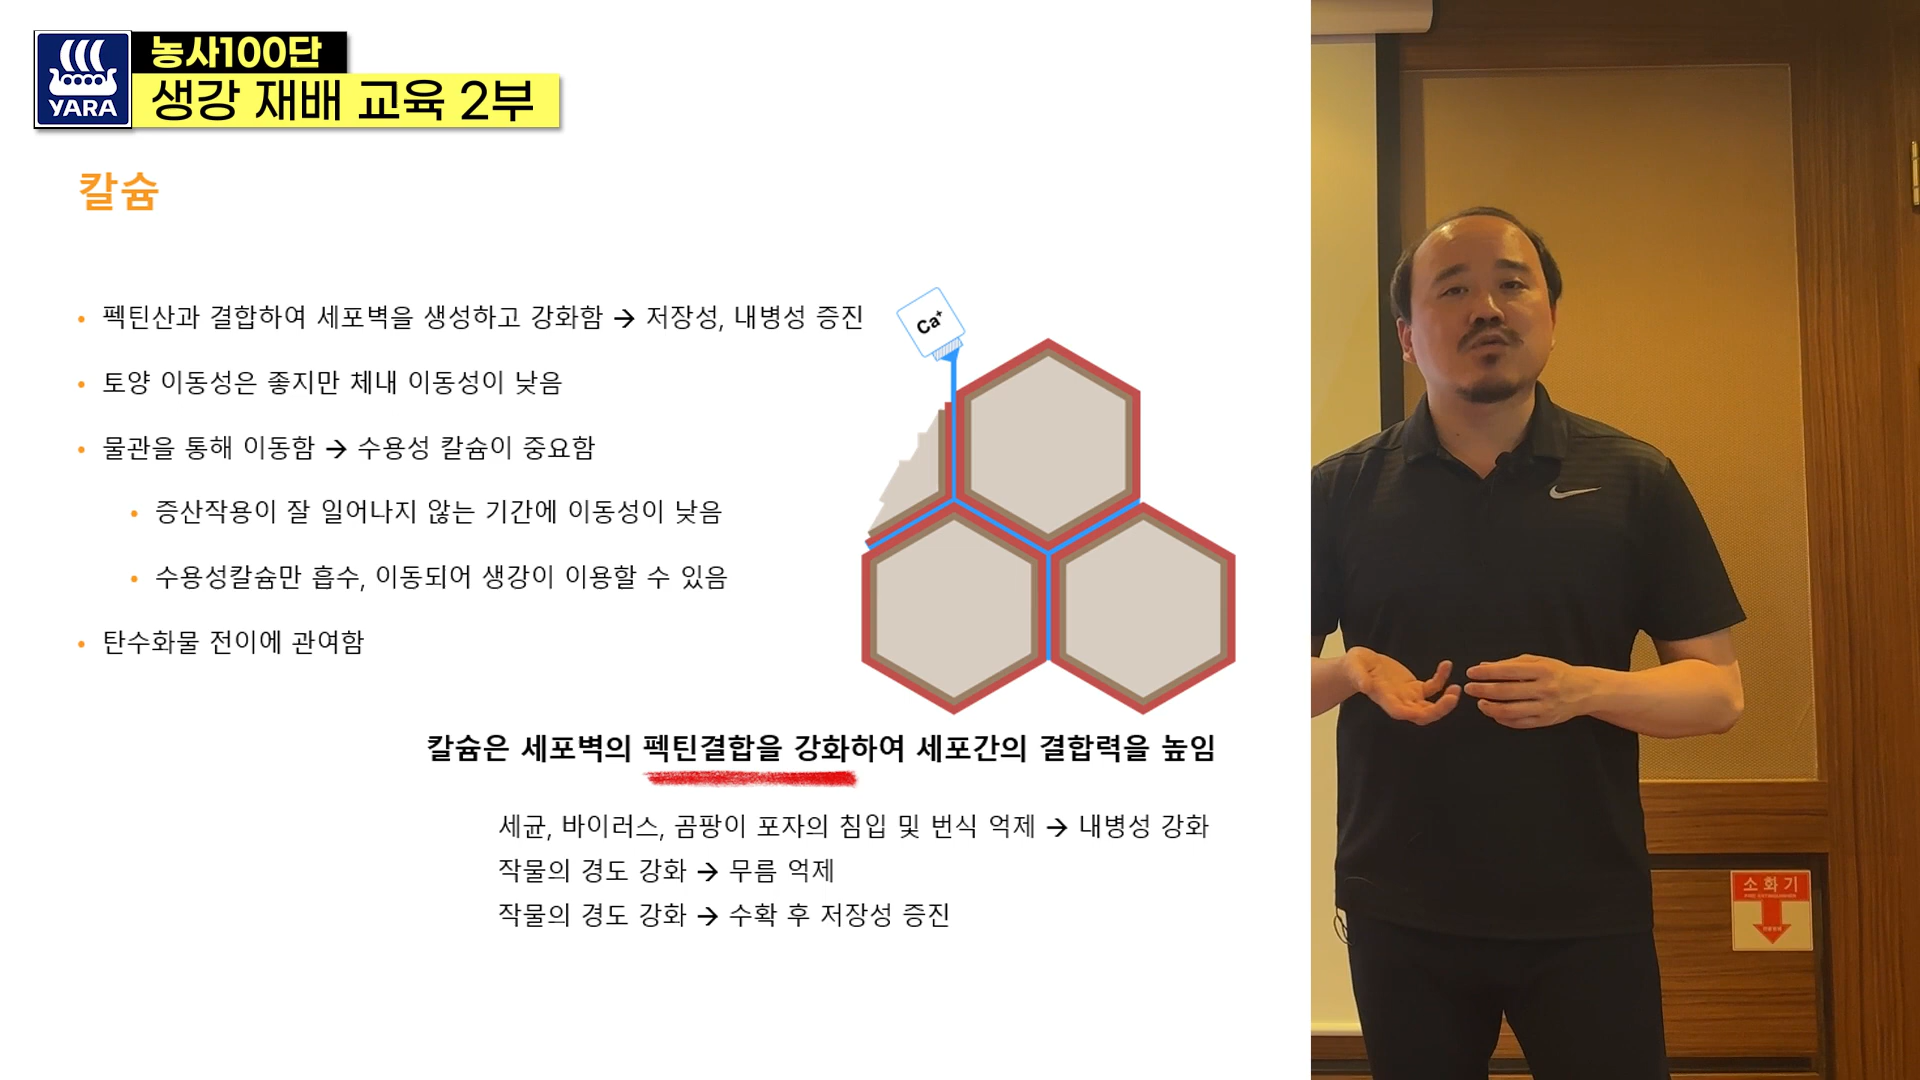 YARA
농사100단
생강 재배 교육 2부
칼슘
• 펙틴산과 결합하여 세포벽을 생성하고 강화함 → 저장성, 내병성 증진
• 토양 이동성은 좋지만 체내 이동성이 낮음
• 물관을 통해 이동함 → 수용성 칼슘이 중요함
• 증산작용이 잘 일어나지 않는 기간에 이동성이 낮음
• 수용성칼슘만 흡수, 이동되어 생강이 이용할 수 있음
• 탄수화물 전이에 관여함
Ca⁺
칼슘은 세포벽의 펙틴결합을 강화하여 세포간의 결합력을 높임
세균, 바이러스, 곰팡이 포자의 침입 및 번식 억제 → 내병성 강화
작물의 경도 강화 → 무름 억제
작물의 경도 강화 → 수확 후 저장성 증진
소화기